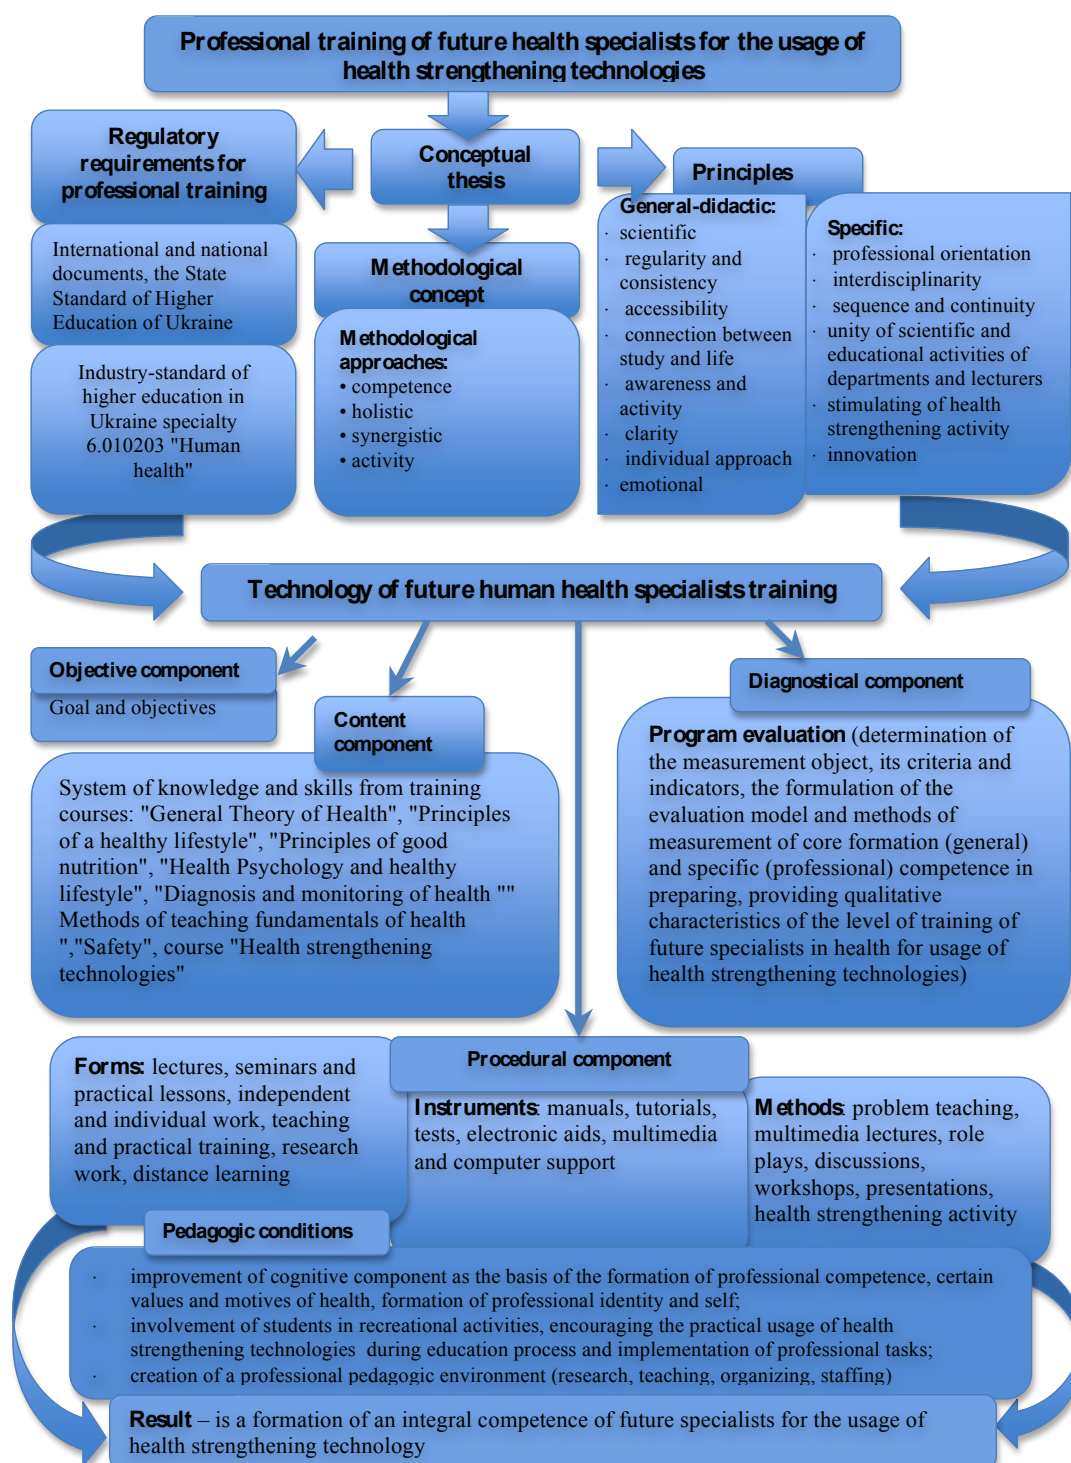 Professional training of future health specialists for the usage of
health strengthening technologies
Regulatory
requirements for
professional training
Conceptual
thesis
Principles
International and national
documents, the State
Standard of Higher
Education of Ukraine
Industry-standard of
higher education in
Ukraine specialty
6.010203 "Human
health"
Methodological
concept
Methodological
approaches:
• competence
• holistic
• synergistic
• activity
General-didactic:
· scientific
· regularity and
consistency
· accessibility
· connection between
study and life
· awareness and
activity
· clarity
· individual approach
· emotional
Specific:
· professional orientation
· interdisciplinarity
· sequence and continuity
· unity of scientific and
educational activities of
departments and lecturers
· stimulating of health
strengthening activity
· innovation
Technology of future human health specialists training
Objective component
Goal and objectives
Content
component
System of knowledge and skills from training
courses: "General Theory of Health", "Principles
of a healthy lifestyle", "Principles of good
nutrition", "Health Psychology and healthy
lifestyle", "Diagnosis and monitoring of health ""
Methods of teaching fundamentals of health
","Safety", course "Health strengthening
technologies"
Diagnostical component
Program evaluation (determination of
the measurement object, its criteria and
indicators, the formulation of the
evaluation model and methods of
measurement of core formation (general)
and specific (professional) competence in
preparing, providing qualitative
characteristics of the level of training of
future specialists in health for usage of
health strengthening technologies)
Procedural component
Forms: lectures, seminars and
practical lessons, independent
and individual work, teaching
and practical training, research
work, distance learning
Instruments: manuals, tutorials,
tests, electronic aids, multimedia
and computer support
Methods: problem teaching,
multimedia lectures, role
plays, discussions,
workshops, presentations,
health strengthening activity
Pedagogic conditions
· improvement of cognitive component as the basis of the formation of professional competence, certain
values and motives of health, formation of professional identity and self;
· involvement of students in recreational activities, encouraging the practical usage of health
strengthening technologies during education process and implementation of professional tasks;
· creation of a professional pedagogic environment (research, teaching, organizing, staffing)
Result – is a formation of an integral competence of future specialists for the usage of
health strengthening technology